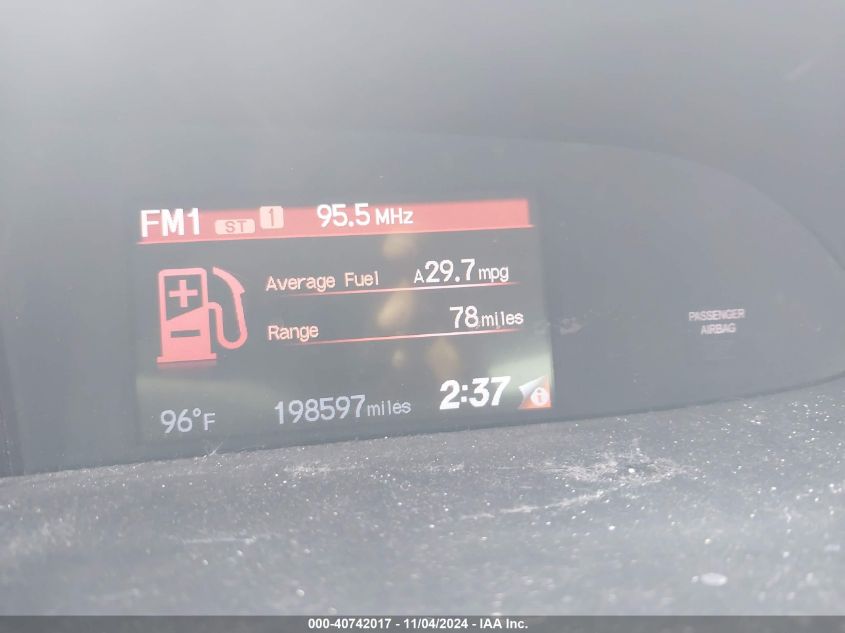 FM1 ST 1 95.5 MHz
Average Fuel A29.7 mpg
Range 78 miles
PASSENGER
AIRBAG
96°F 198597 miles 2:37 i
000-40742017 - 11/04/2024 - IAA Inc.